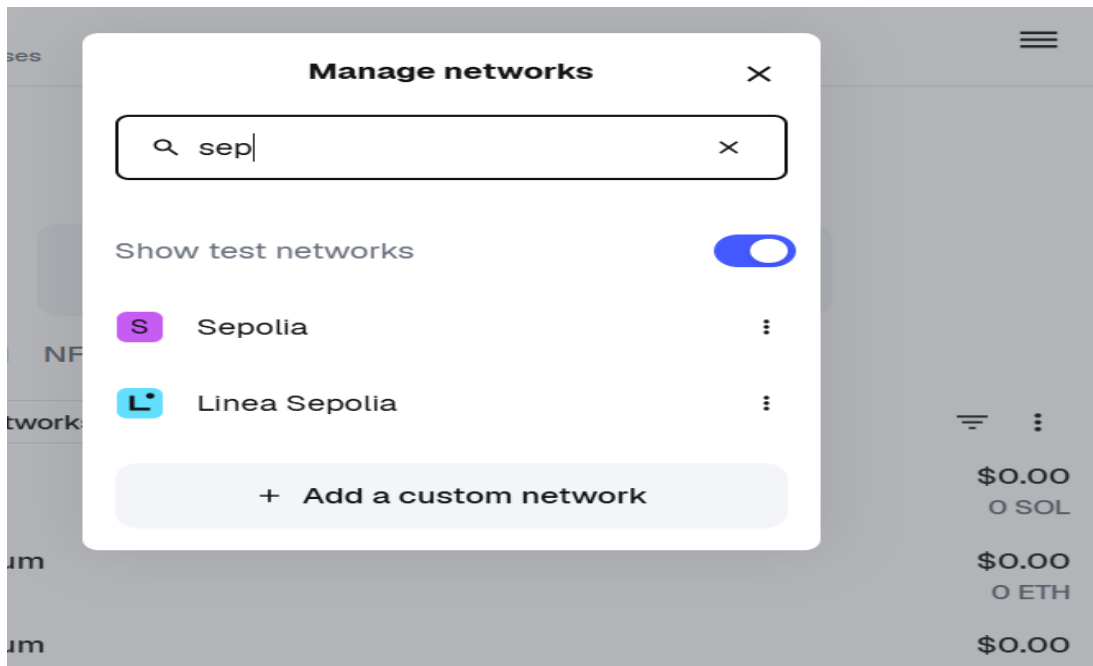 ses
Manage networks
sep
Show test networks
S Sepolia
L Linea Sepolia
+ Add a custom network
NF
twork
$0.00
0 SOL
um
$0.00
0 ETH
um
$0.00